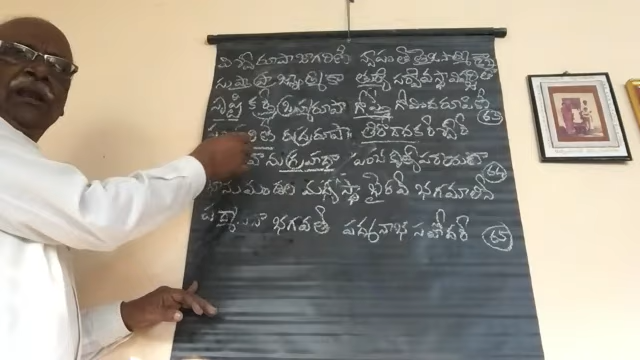 విశ్వరూపా జాగరిణీ స్వపంతీ తైజసాత్మికా
సుప్తా ప్రాజ్ఞాత్మికా తుర్యా సర్వావస్థావివర్జితా
సృష్టి కర్త్రీ బ్రహ్మరూపా గోప్త్రీ గోవిందరూపిణీ 63
రుద్రరూపా తిరోధానకరీశ్వరీ
వానుగ్రహదా పంచకృత్యపరాయణా 64
భానుమండల మధ్యస్థా భైరవీ భగమాలినీ
పద్మాసనా భగవతీ పద్మనాభ సహోదరీ 65